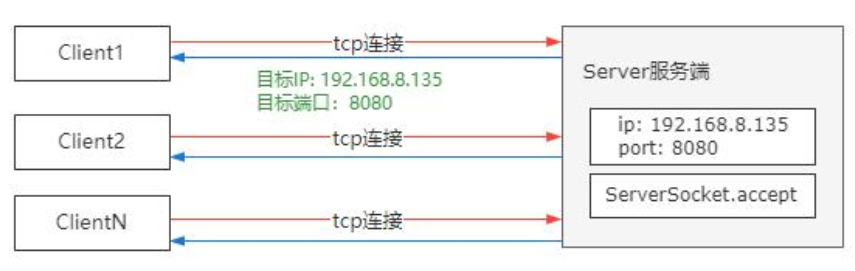 Client1
tcp连接
目标IP: 192.168.8.135
目标端口：8080
Client2
tcp连接
ClientN
tcp连接
Server服务端
ip: 192.168.8.135
port: 8080
ServerSocket.accept